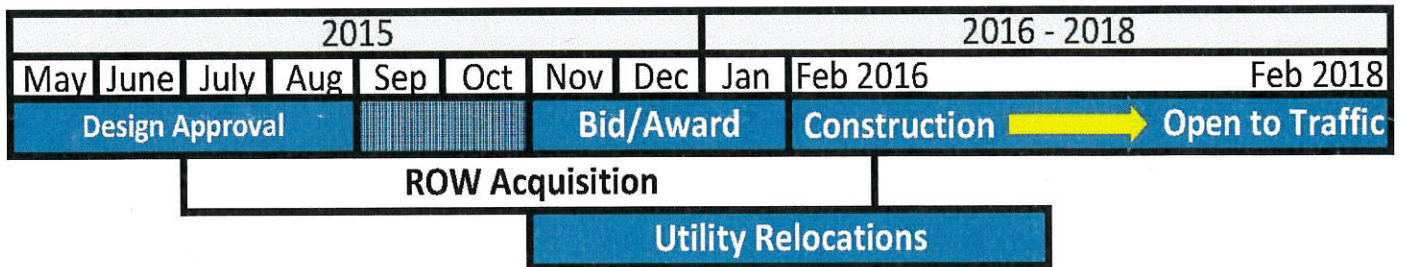 2015 2016 - 2018
May June July Aug Sep Oct Nov Dec Jan Feb 2016 Feb 2018
Design Approval Bid/Award Construction Open to Traffic
ROW Acquisition
Utility Relocations